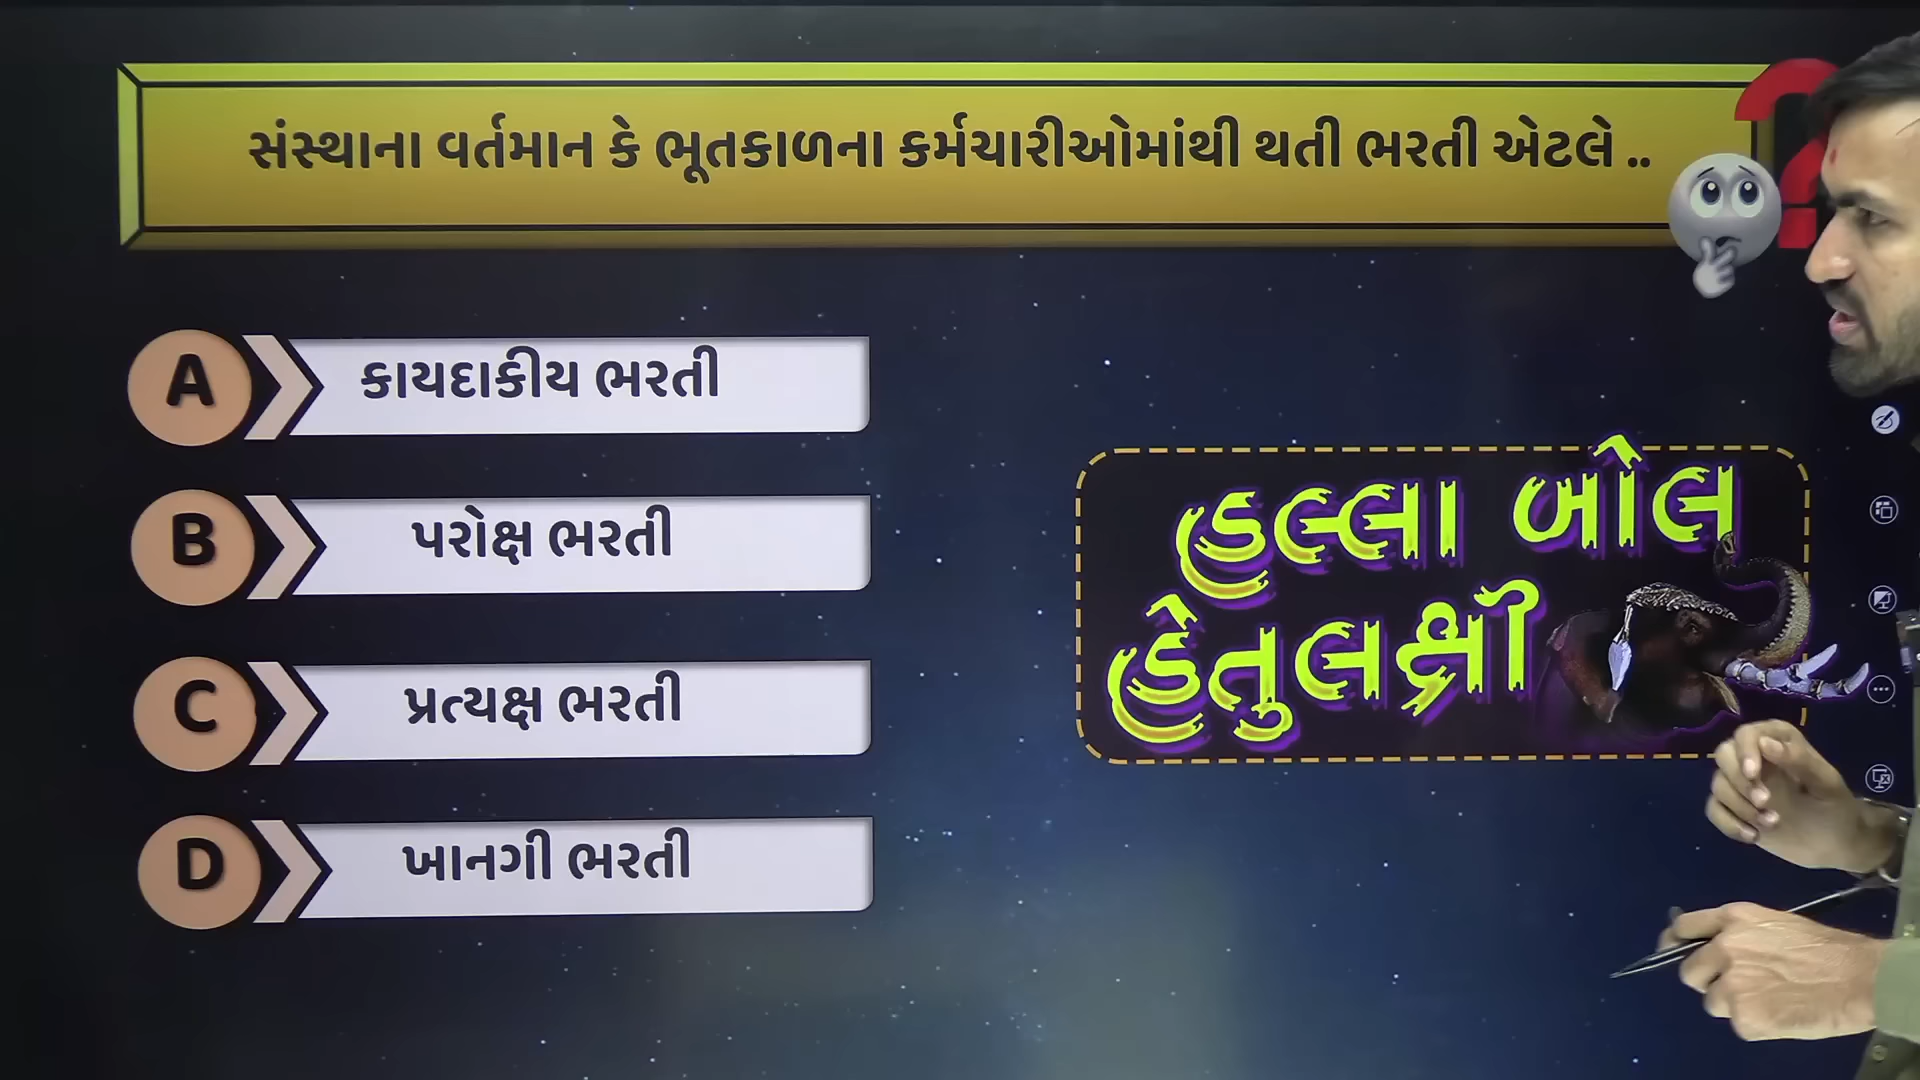 સંસ્થાના વર્તમાન કે ભૂતકાળના કર્મચારીઓમાંથી થતી ભરતી એટલે ..
A કાયદાકીય ભરતી
B પરોક્ષ ભરતી
C પ્રત્યક્ષ ભરતી
D ખાનગી ભરતી
હલ્લા બોલ
હેતુલક્ષી